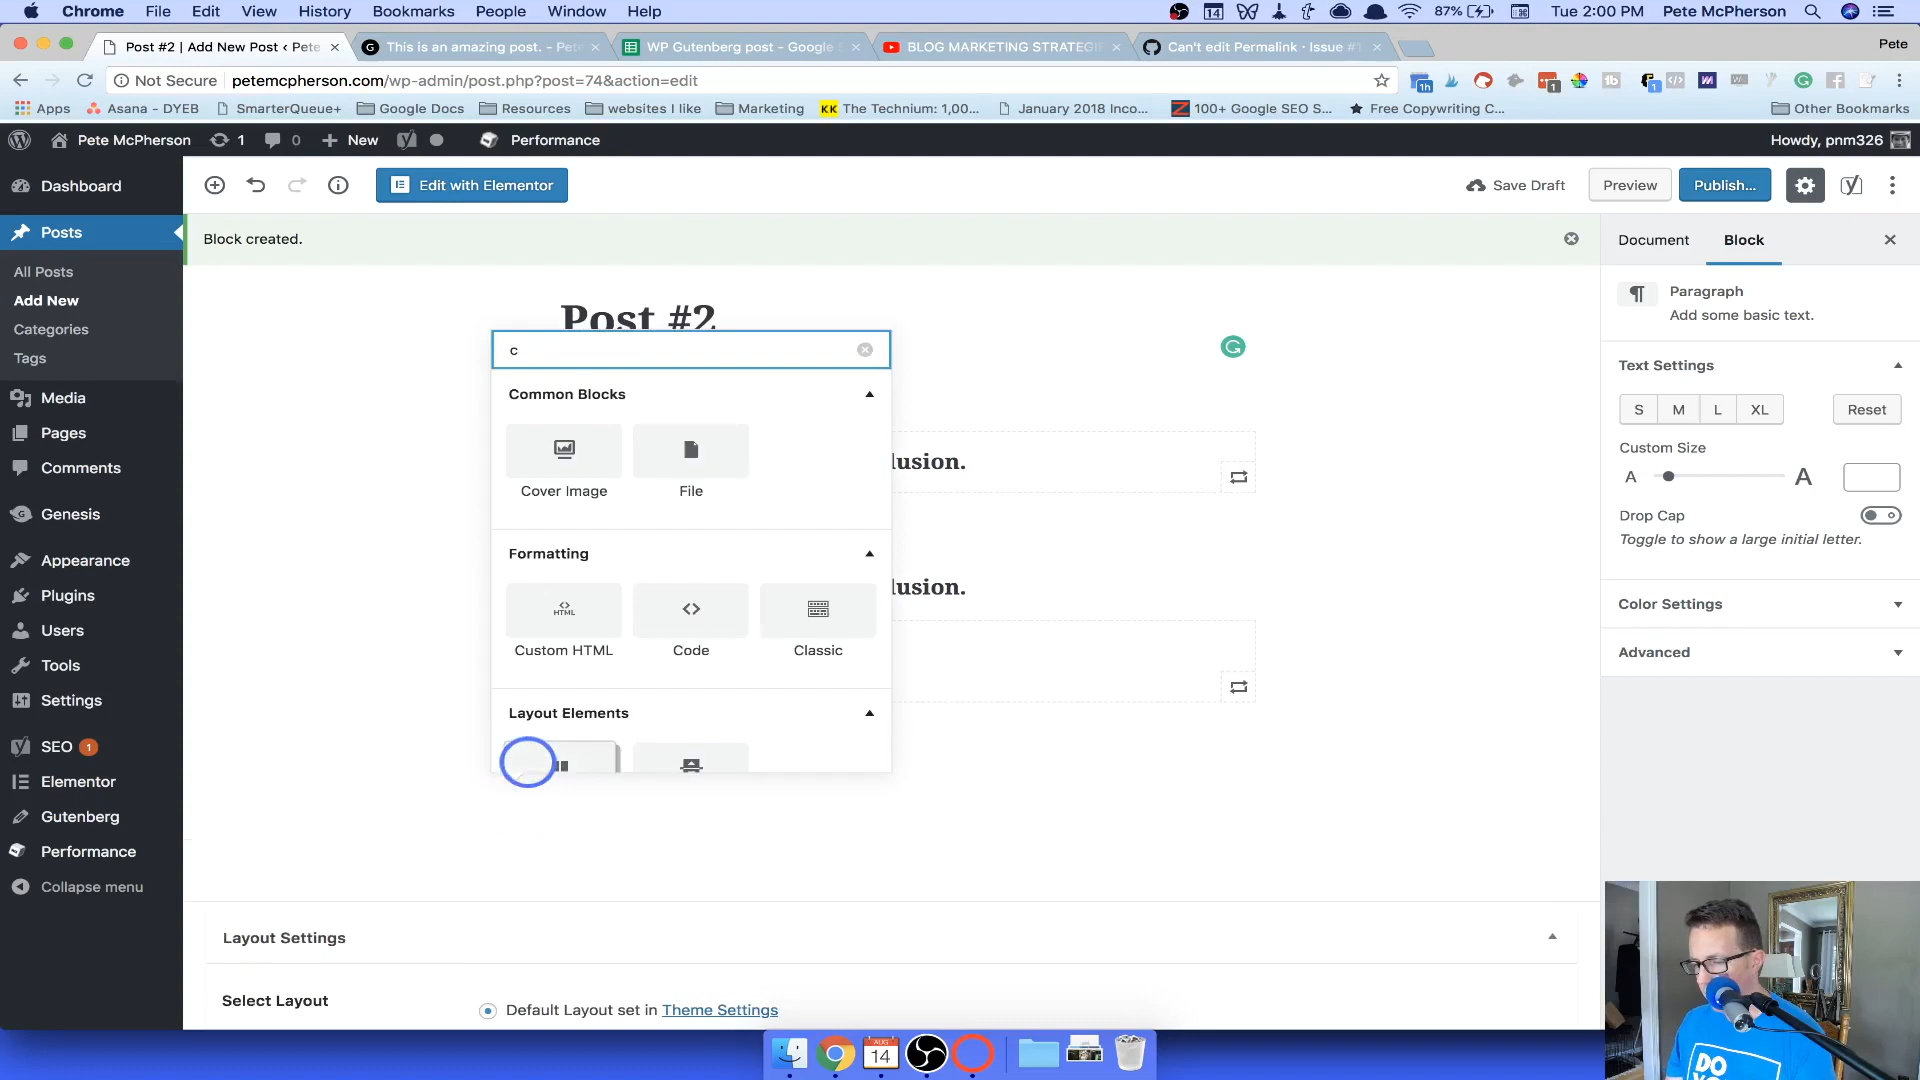 Chrome File Edit View History Bookmarks People Window Help
14 87% Tue 2:00 PM Pete McPherson
Post #2 | Add New Post ‹ Pete
This is an amazing post. - Pete
WP Gutenberg post - Google
BLOG MARKETING STRATEGI
Can't edit Permalink · Issue #1
Pete
Not Secure petemcpherson.com/wp-admin/post.php?post=74&action=edit
Apps Asana - DYEB SmarterQueue+ Google Docs Resources websites I like Marketing KK The Technium: 1,00... January 2018 Inco... 100+ Google SEO S... Free Copywriting C... Other Bookmarks
Pete McPherson 1 0 New Performance Howdy, pnm326
Dashboard
Posts
All Posts
Add New
Categories
Tags
Media
Pages
Comments
Genesis
Appearance
Plugins
Users
Tools
Settings
SEO 1
Elementor
Gutenberg
Performance
Collapse menu
Edit with Elementor
Save Draft Preview Publish...
Block created.
Post #2
c
Common Blocks
Cover Image File
Formatting
HTML
Custom HTML Code Classic
Layout Elements
lusion.
lusion.
Layout Settings
Select Layout
Default Layout set in Theme Settings
Document Block
Paragraph
Add some basic text.
Text Settings
S M L XL Reset
Custom Size
A A
Drop Cap
Toggle to show a large initial letter.
Color Settings
Advanced
AUG
14
DO
YO